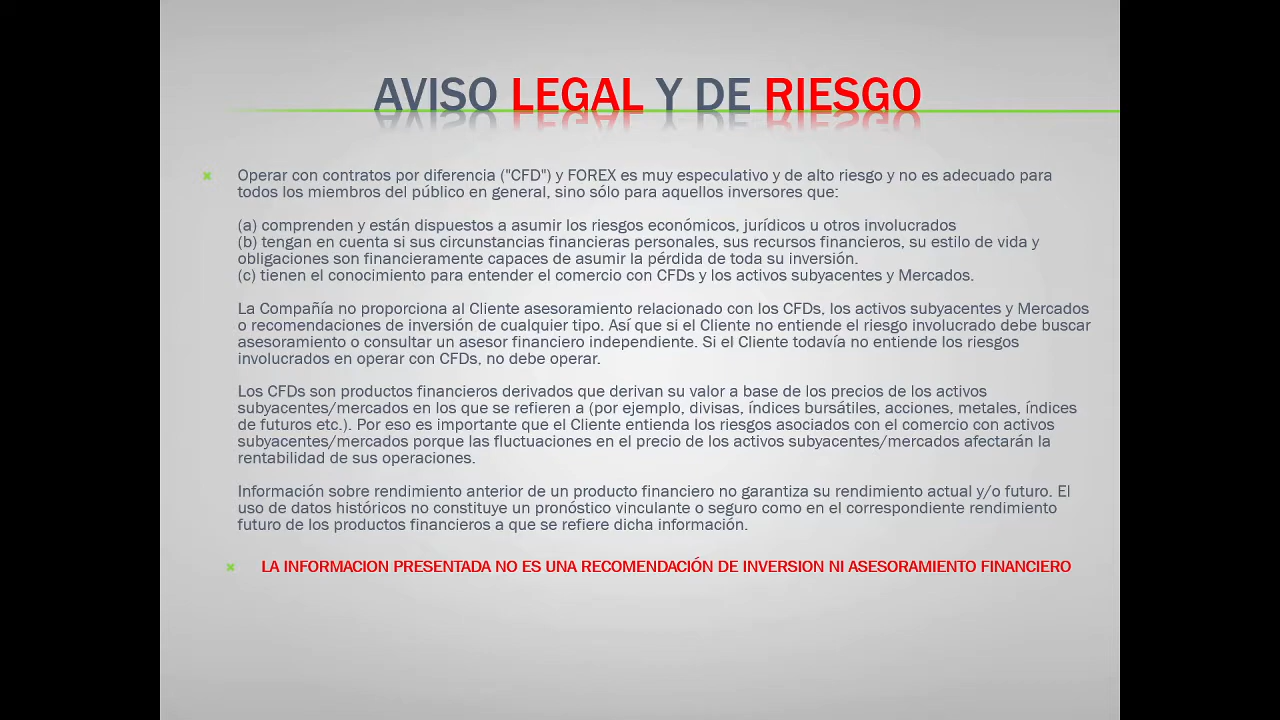 AVISO LEGAL Y DE RIESGO
Operar con contratos por diferencia ("CFD") y FOREX es muy especulativo y de alto riesgo y no es adecuado para
todos los miembros del público en general, sino sólo para aquellos inversores que:
(a) comprenden y están dispuestos a asumir los riesgos económicos, jurídicos u otros involucrados
(b) tengan en cuenta si sus circunstancias financieras personales, sus recursos financieros, su estilo de vida y
obligaciones son financieramente capaces de asumir la pérdida de toda su inversión.
(c) tienen el conocimiento para entender el comercio con CFDs y los activos subyacentes y Mercados.
La Compañía no proporciona al Cliente asesoramiento relacionado con los CFDs, los activos subyacentes y Mercados
o recomendaciones de inversión de cualquier tipo. Así que si el Cliente no entiende el riesgo involucrado debe buscar
asesoramiento o consultar un asesor financiero independiente. Si el Cliente todavía no entiende los riesgos
involucrados en operar con CFDs, no debe operar.
Los CFDs son productos financieros derivados que derivan su valor a base de los precios de los activos
subyacentes/mercados en los que se refieren a (por ejemplo, divisas, índices bursátiles, acciones, metales, índices
de futuros etc.). Por eso es importante que el Cliente entienda los riesgos asociados con el comercio con activos
subyacentes/mercados porque las fluctuaciones en el precio de los activos subyacentes/mercados afectarán la
rentabilidad de sus operaciones.
Información sobre rendimiento anterior de un producto financiero no garantiza su rendimiento actual y/o futuro. El
uso de datos históricos no constituye un pronóstico vinculante o seguro como en el correspondiente rendimiento
futuro de los productos financieros a que se refiere dicha información.
LA INFORMACION PRESENTADA NO ES UNA RECOMENDACIÓN DE INVERSION NI ASESORAMIENTO FINANCIERO